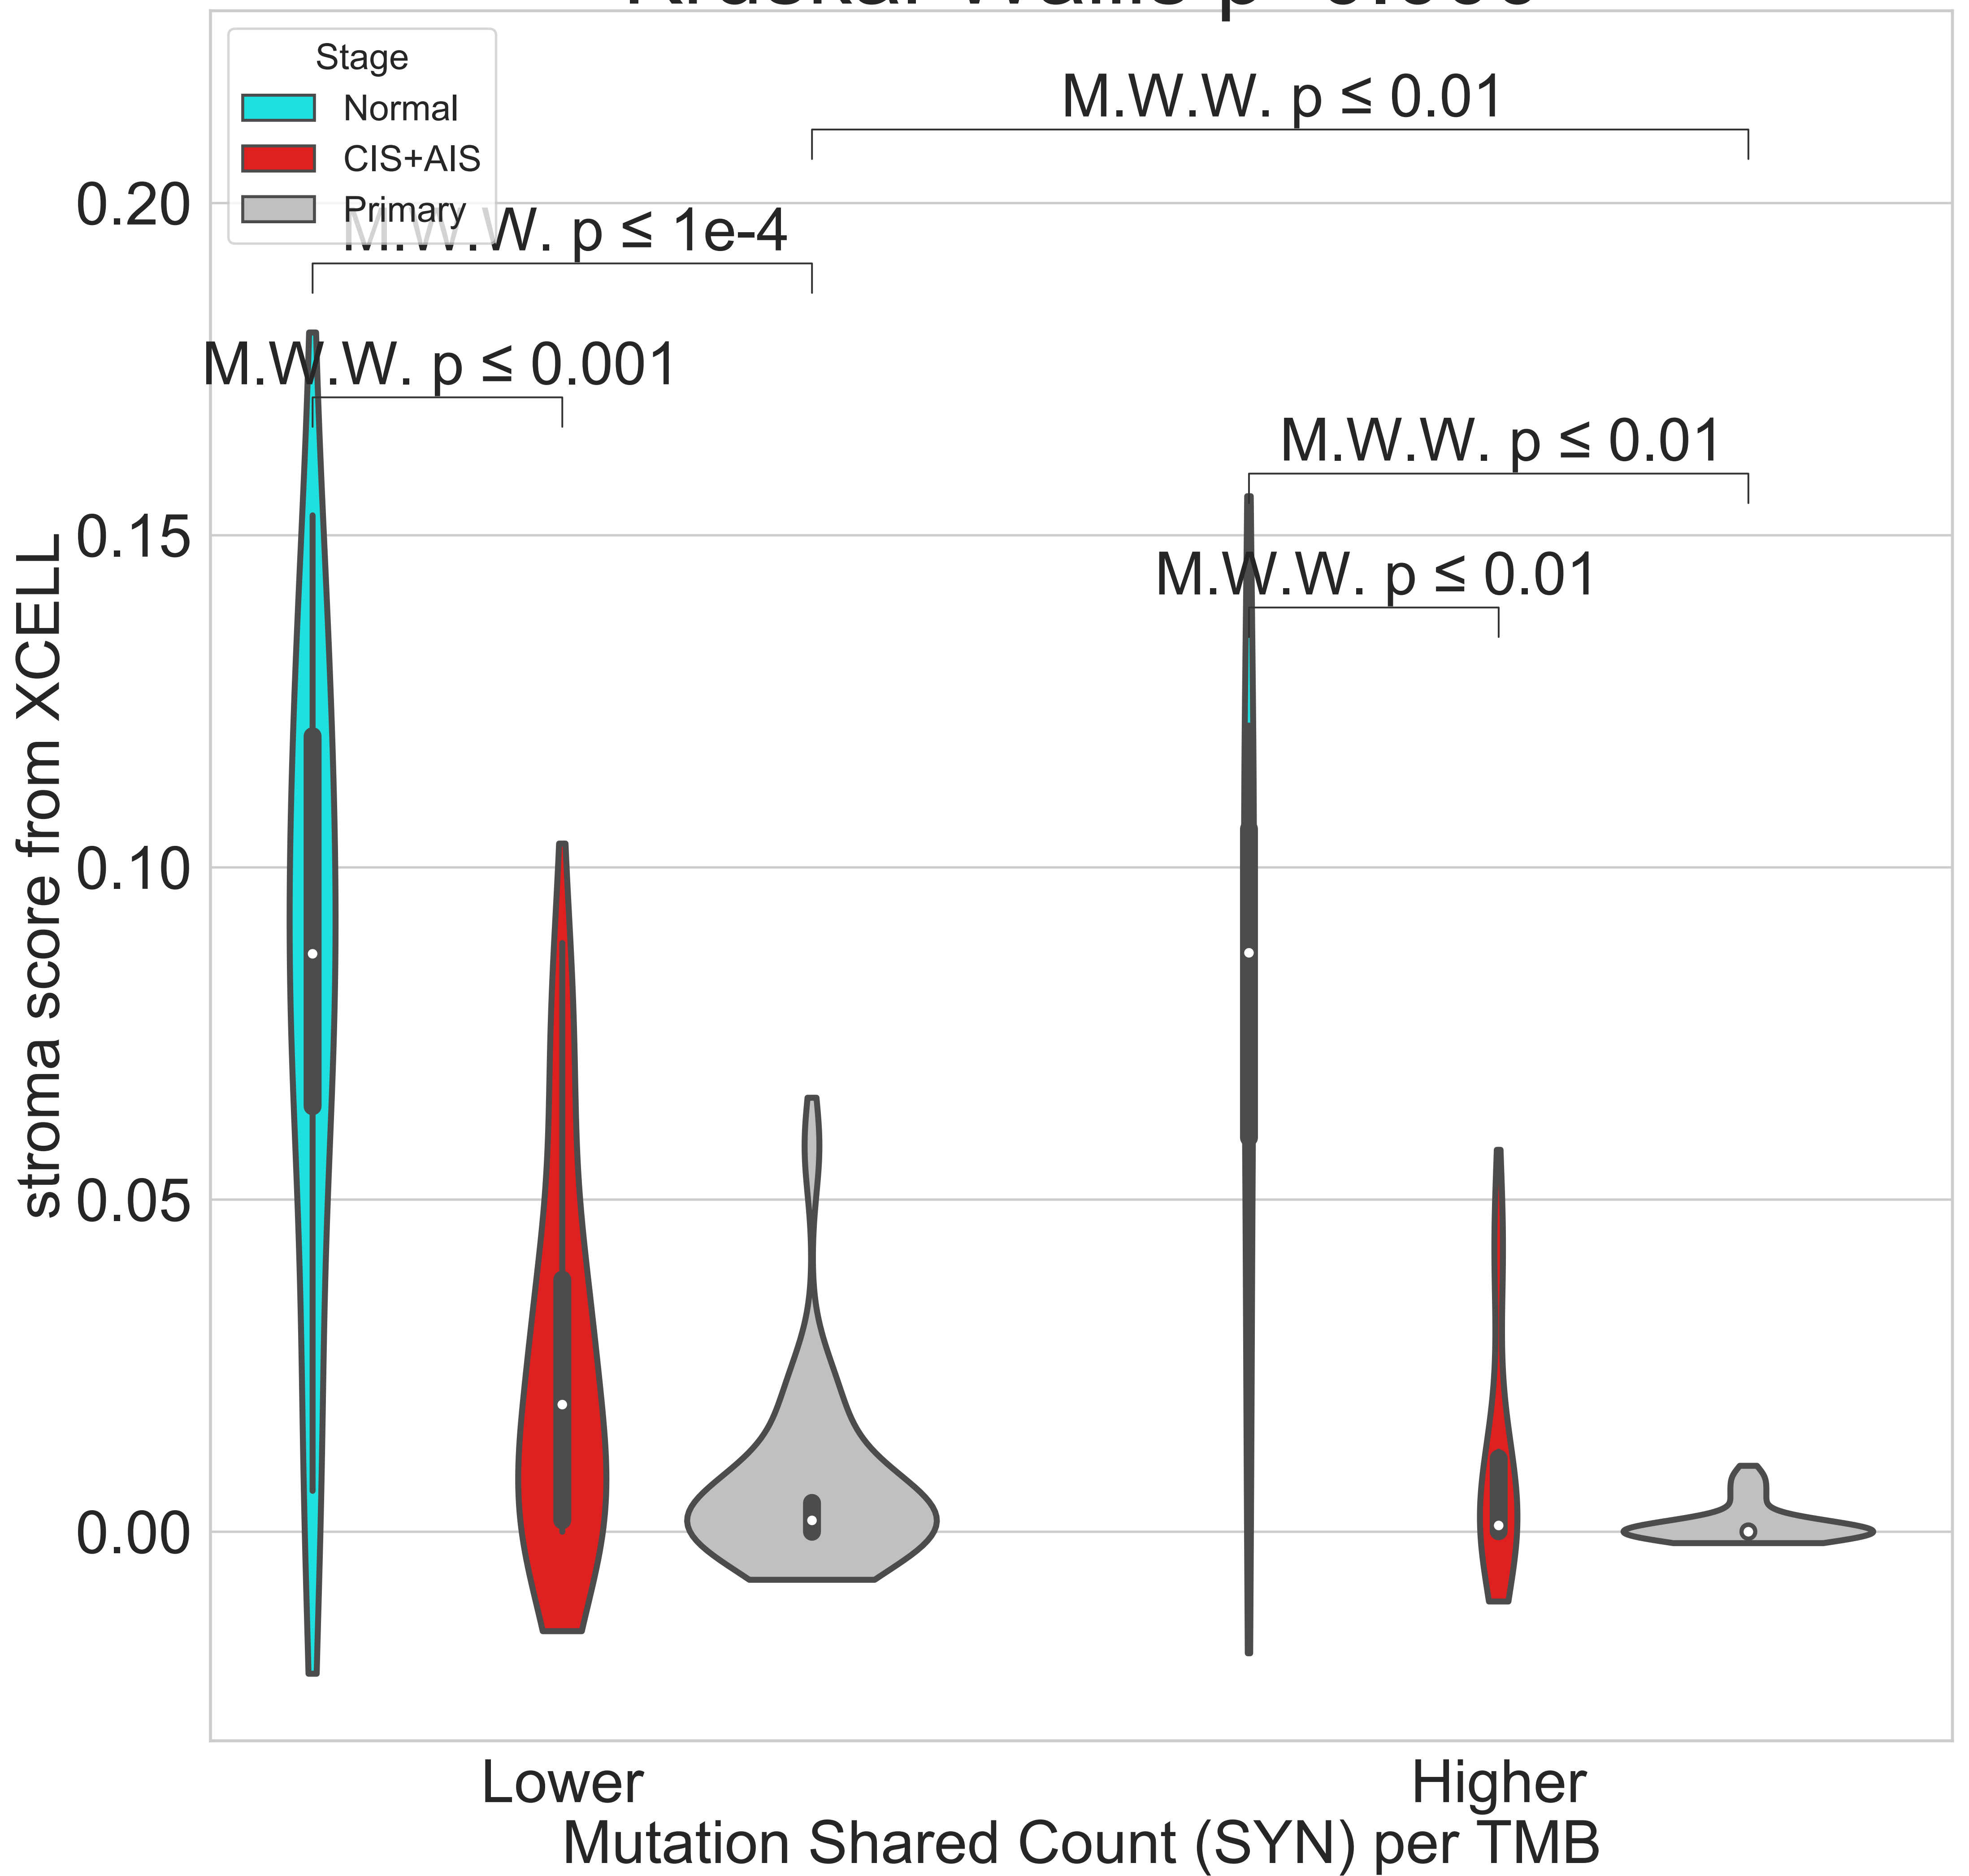 Stage
Normal
CIS+AIS
Primary
M.W.W. p ≤ 0.01
M.W.W. p ≤ 1e-4
M.W.W. p ≤ 0.001
M.W.W. p ≤ 0.01
M.W.W. p ≤ 0.01
stroma score from XCELL
0.20
0.15
0.10
0.05
0.00
Lower
Higher
Mutation Shared Count (SYN) per TMB